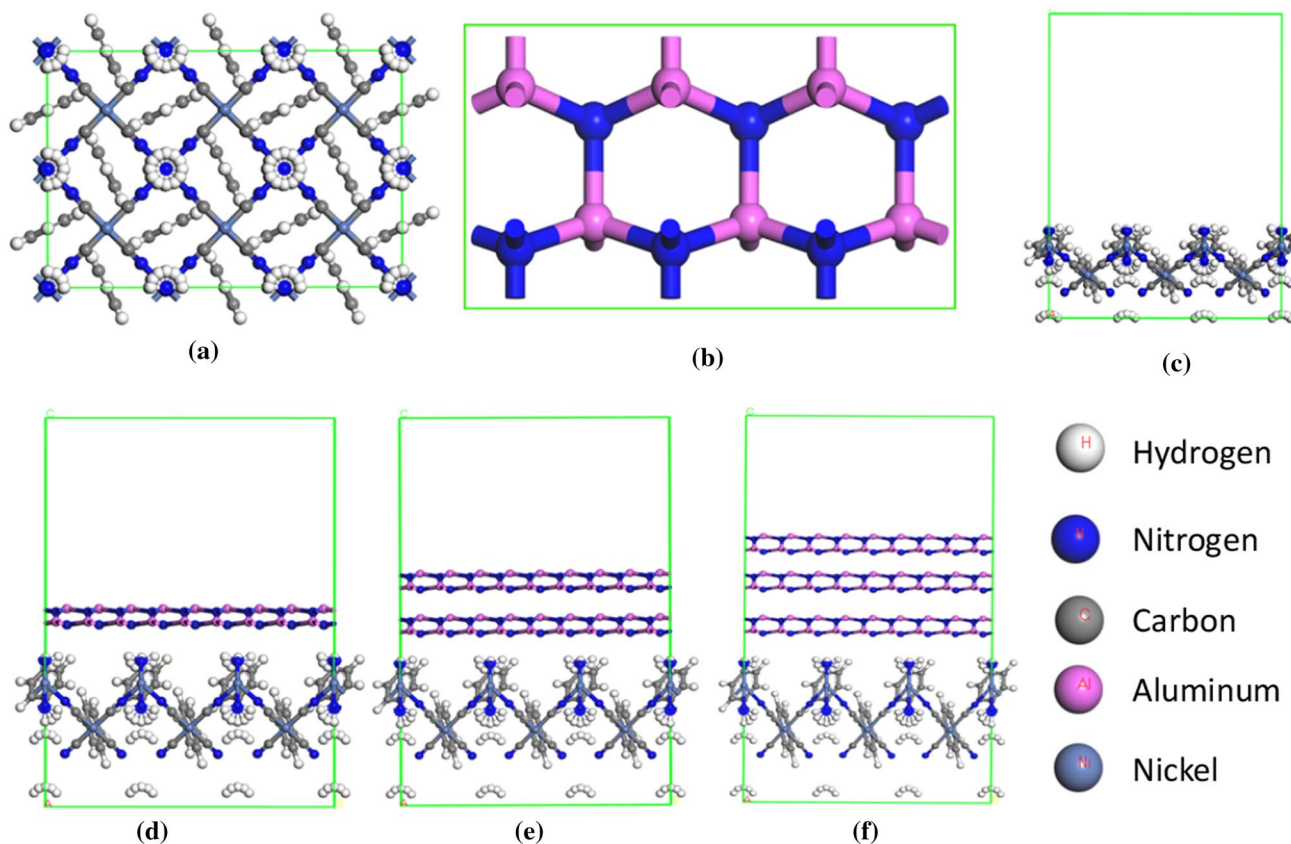 (a)
(b)
(c)
C
C
C
A
A
A
A
(d)
(e)
(f)
H Hydrogen
N Nitrogen
C Carbon
Al Aluminum
Ni Nickel